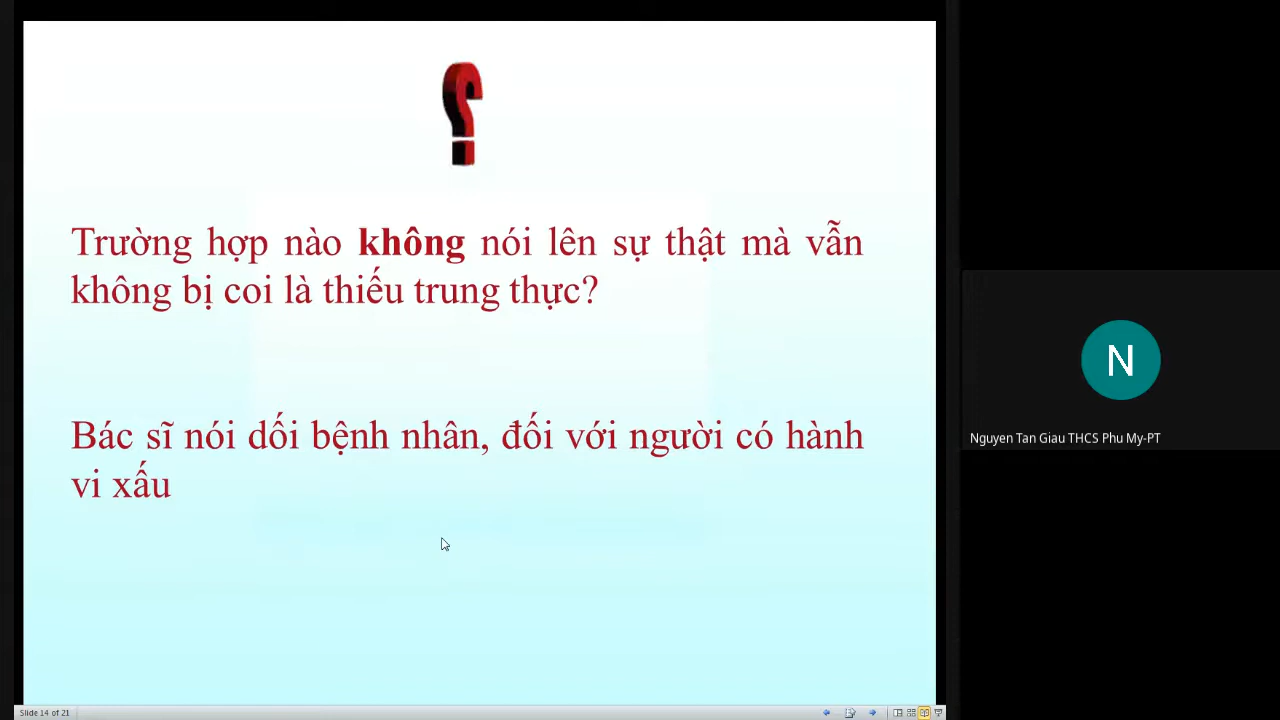 ?
Trường hợp nào không nói lên sự thật mà vẫn
không bị coi là thiếu trung thực?
Bác sĩ nói dối bệnh nhân, đối với người có hành
vi xấu
N
Nguyen Tan Giau THCS Phu My-PT
Slide 14 of 21